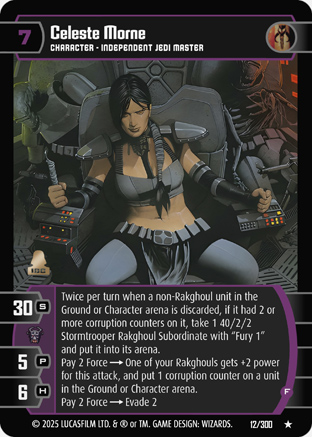 7
Celeste Morne
CHARACTER - INDEPENDENT JEDI MASTER
30 S
5 P
6 H
Twice per turn when a non-Rakghoul unit in the
Ground or Character arena is discarded, if it had 2 or
more corruption counters on it, take 1 40/2/2
Stormtrooper Rakghoul Subordinate with “Fury 1”
and put it into its arena.
Pay 2 Force → One of your Rakghouls gets +2 power
for this attack, and put 1 corruption counter on a unit
in the Ground or Character arena.
Pay 2 Force → Evade 2
F
© 2025 LUCASFILM LTD. & ® or TM. GAME DESIGN: WIZARDS.
12/300 ★